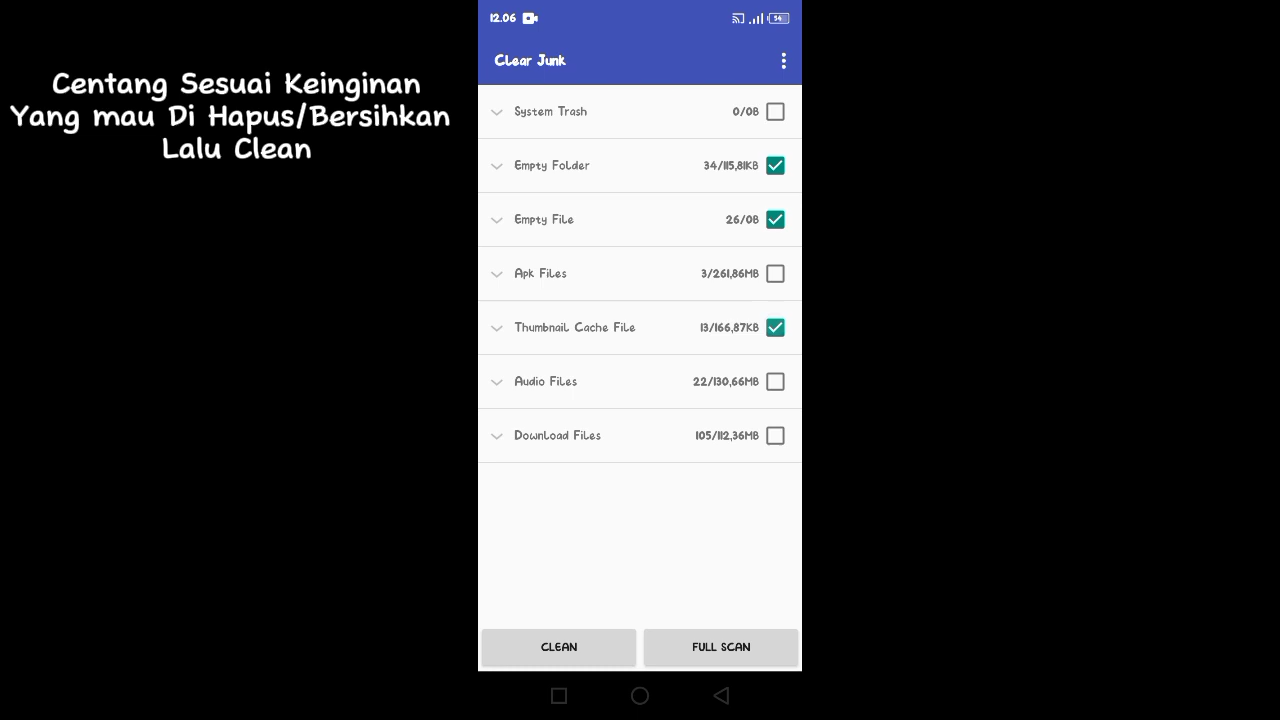 Centang Sesuai Keinginan
Yang mau Di Hapus/Bersihkan
Lalu Clean
12.06
54
Clear Junk
System Trash 0/0B
Empty Folder 34/115,81KB
Empty File 26/0B
Apk Files 3/261,86MB
Thumbnail Cache File 13/166,87KB
Audio Files 22/130,66MB
Download Files 105/112,36MB
CLEAN FULL SCAN